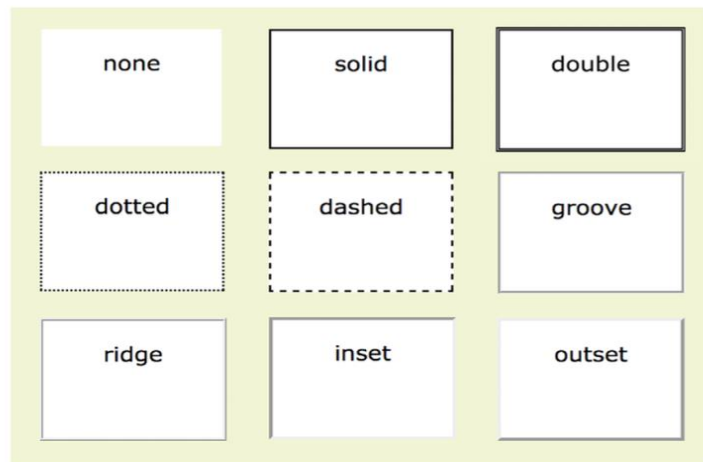 none
solid
double
dotted
dashed
groove
ridge
inset
outset